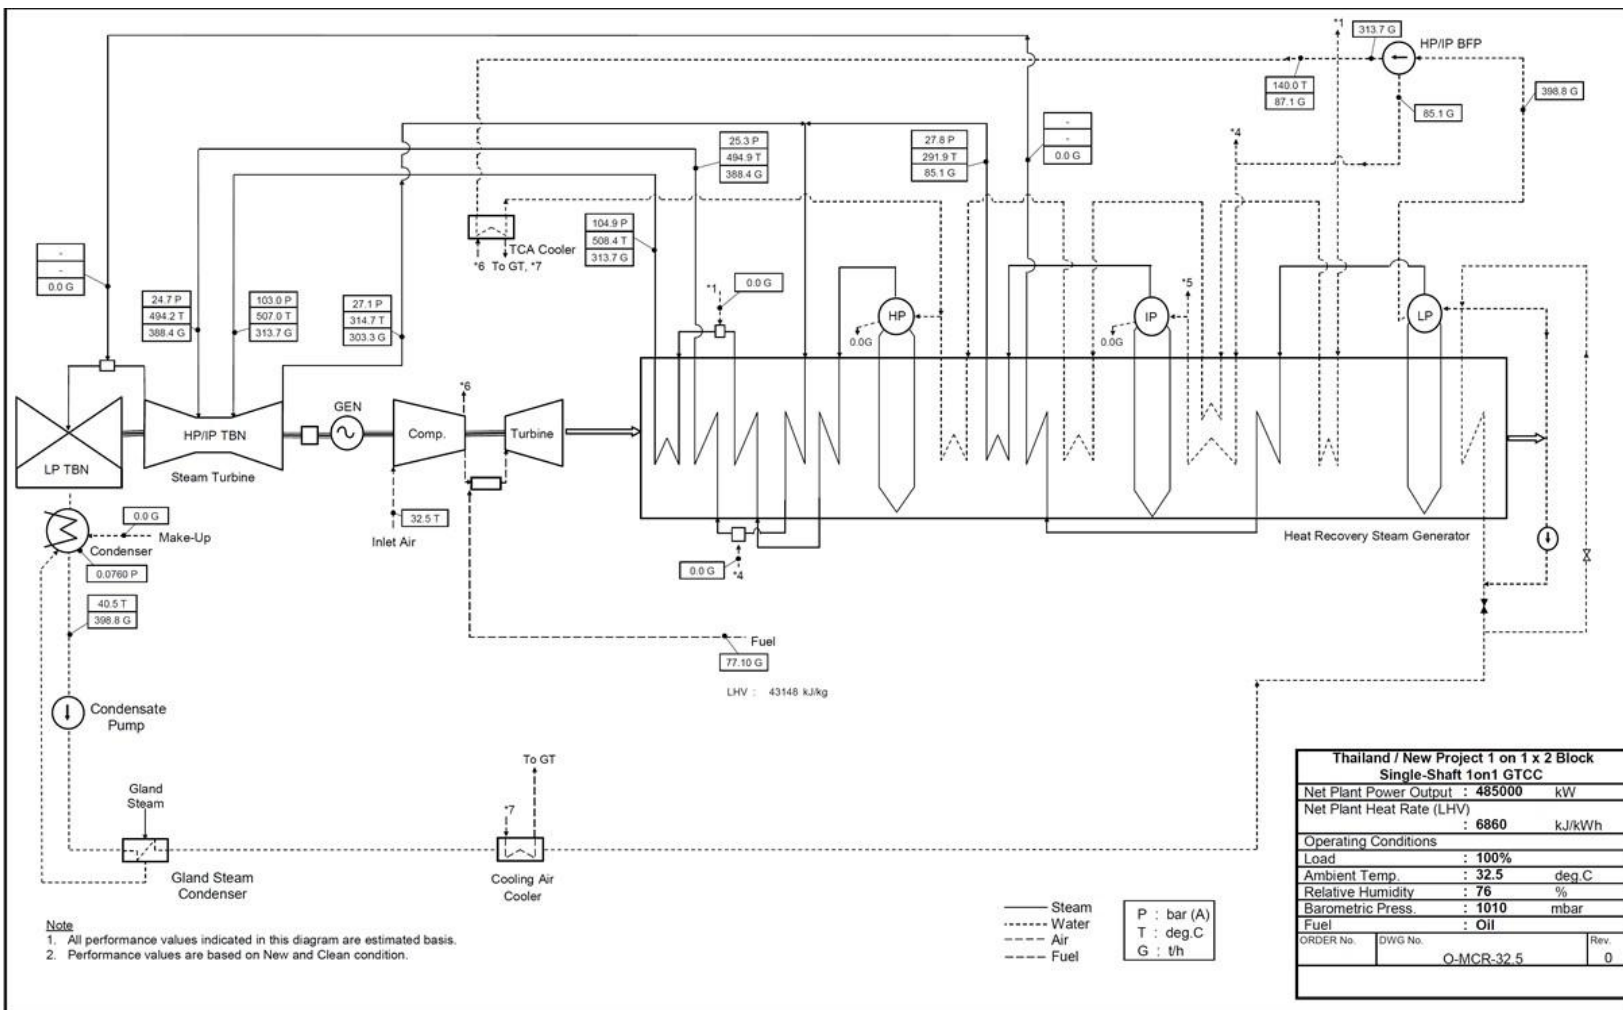 *1
313.7 G
HP/IP BFP
140.0 T
87.1 G
85.1 G
398.8 G
*4
-
-
0.0 G
25.3 P
494.9 T
388.4 G
27.8 P
291.9 T
85.1 G
-
-
0.0 G
TCA Cooler
*6 To GT, *7
104.9 P
508.4 T
313.7 G
*1
0.0 G
24.7 P
494.2 T
388.4 G
103.0 P
507.0 T
313.7 G
27.1 P
314.7 T
303.3 G
HP
0.0G
IP
0.0G
*5
LP
GEN
*6
HP/IP TBN
Comp.
Turbine
LP TBN
Steam Turbine
0.0 G
Make-Up
Condenser
0.0760 P
32.5 T
Inlet Air
Heat Recovery Steam Generator
0.0 G
*4
40.5 T
398.8 G
Fuel
77.10 G
LHV : 43148 kJ/kg
Condensate
Pump
To GT
Gland
Steam
*7
Gland Steam
Condenser
Cooling Air
Cooler
Note
1. All performance values indicated in this diagram are estimated basis.
2. Performance values are based on New and Clean condition.
Steam
Water
Air
Fuel
P : bar (A)
T : deg.C
G : t/h
Thailand / New Project 1 on 1 x 2 Block
Single-Shaft 1on1 GTCC
Net Plant Power Output : 485000 kW
Net Plant Heat Rate (LHV)
: 6860 kJ/kWh
Operating Conditions
Load : 100%
Ambient Temp. : 32.5 deg.C
Relative Humidity : 76 %
Barometric Press. : 1010 mbar
Fuel : Oil
ORDER No. DWG No. Rev.
O-MCR-32.5 0